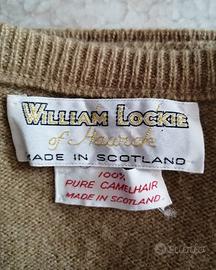 WILLIAM LOCKIE
of Hawick
MADE IN SCOTLAND
100%
PURE CAMELHAIR
MADE IN SCOTLAND
subito